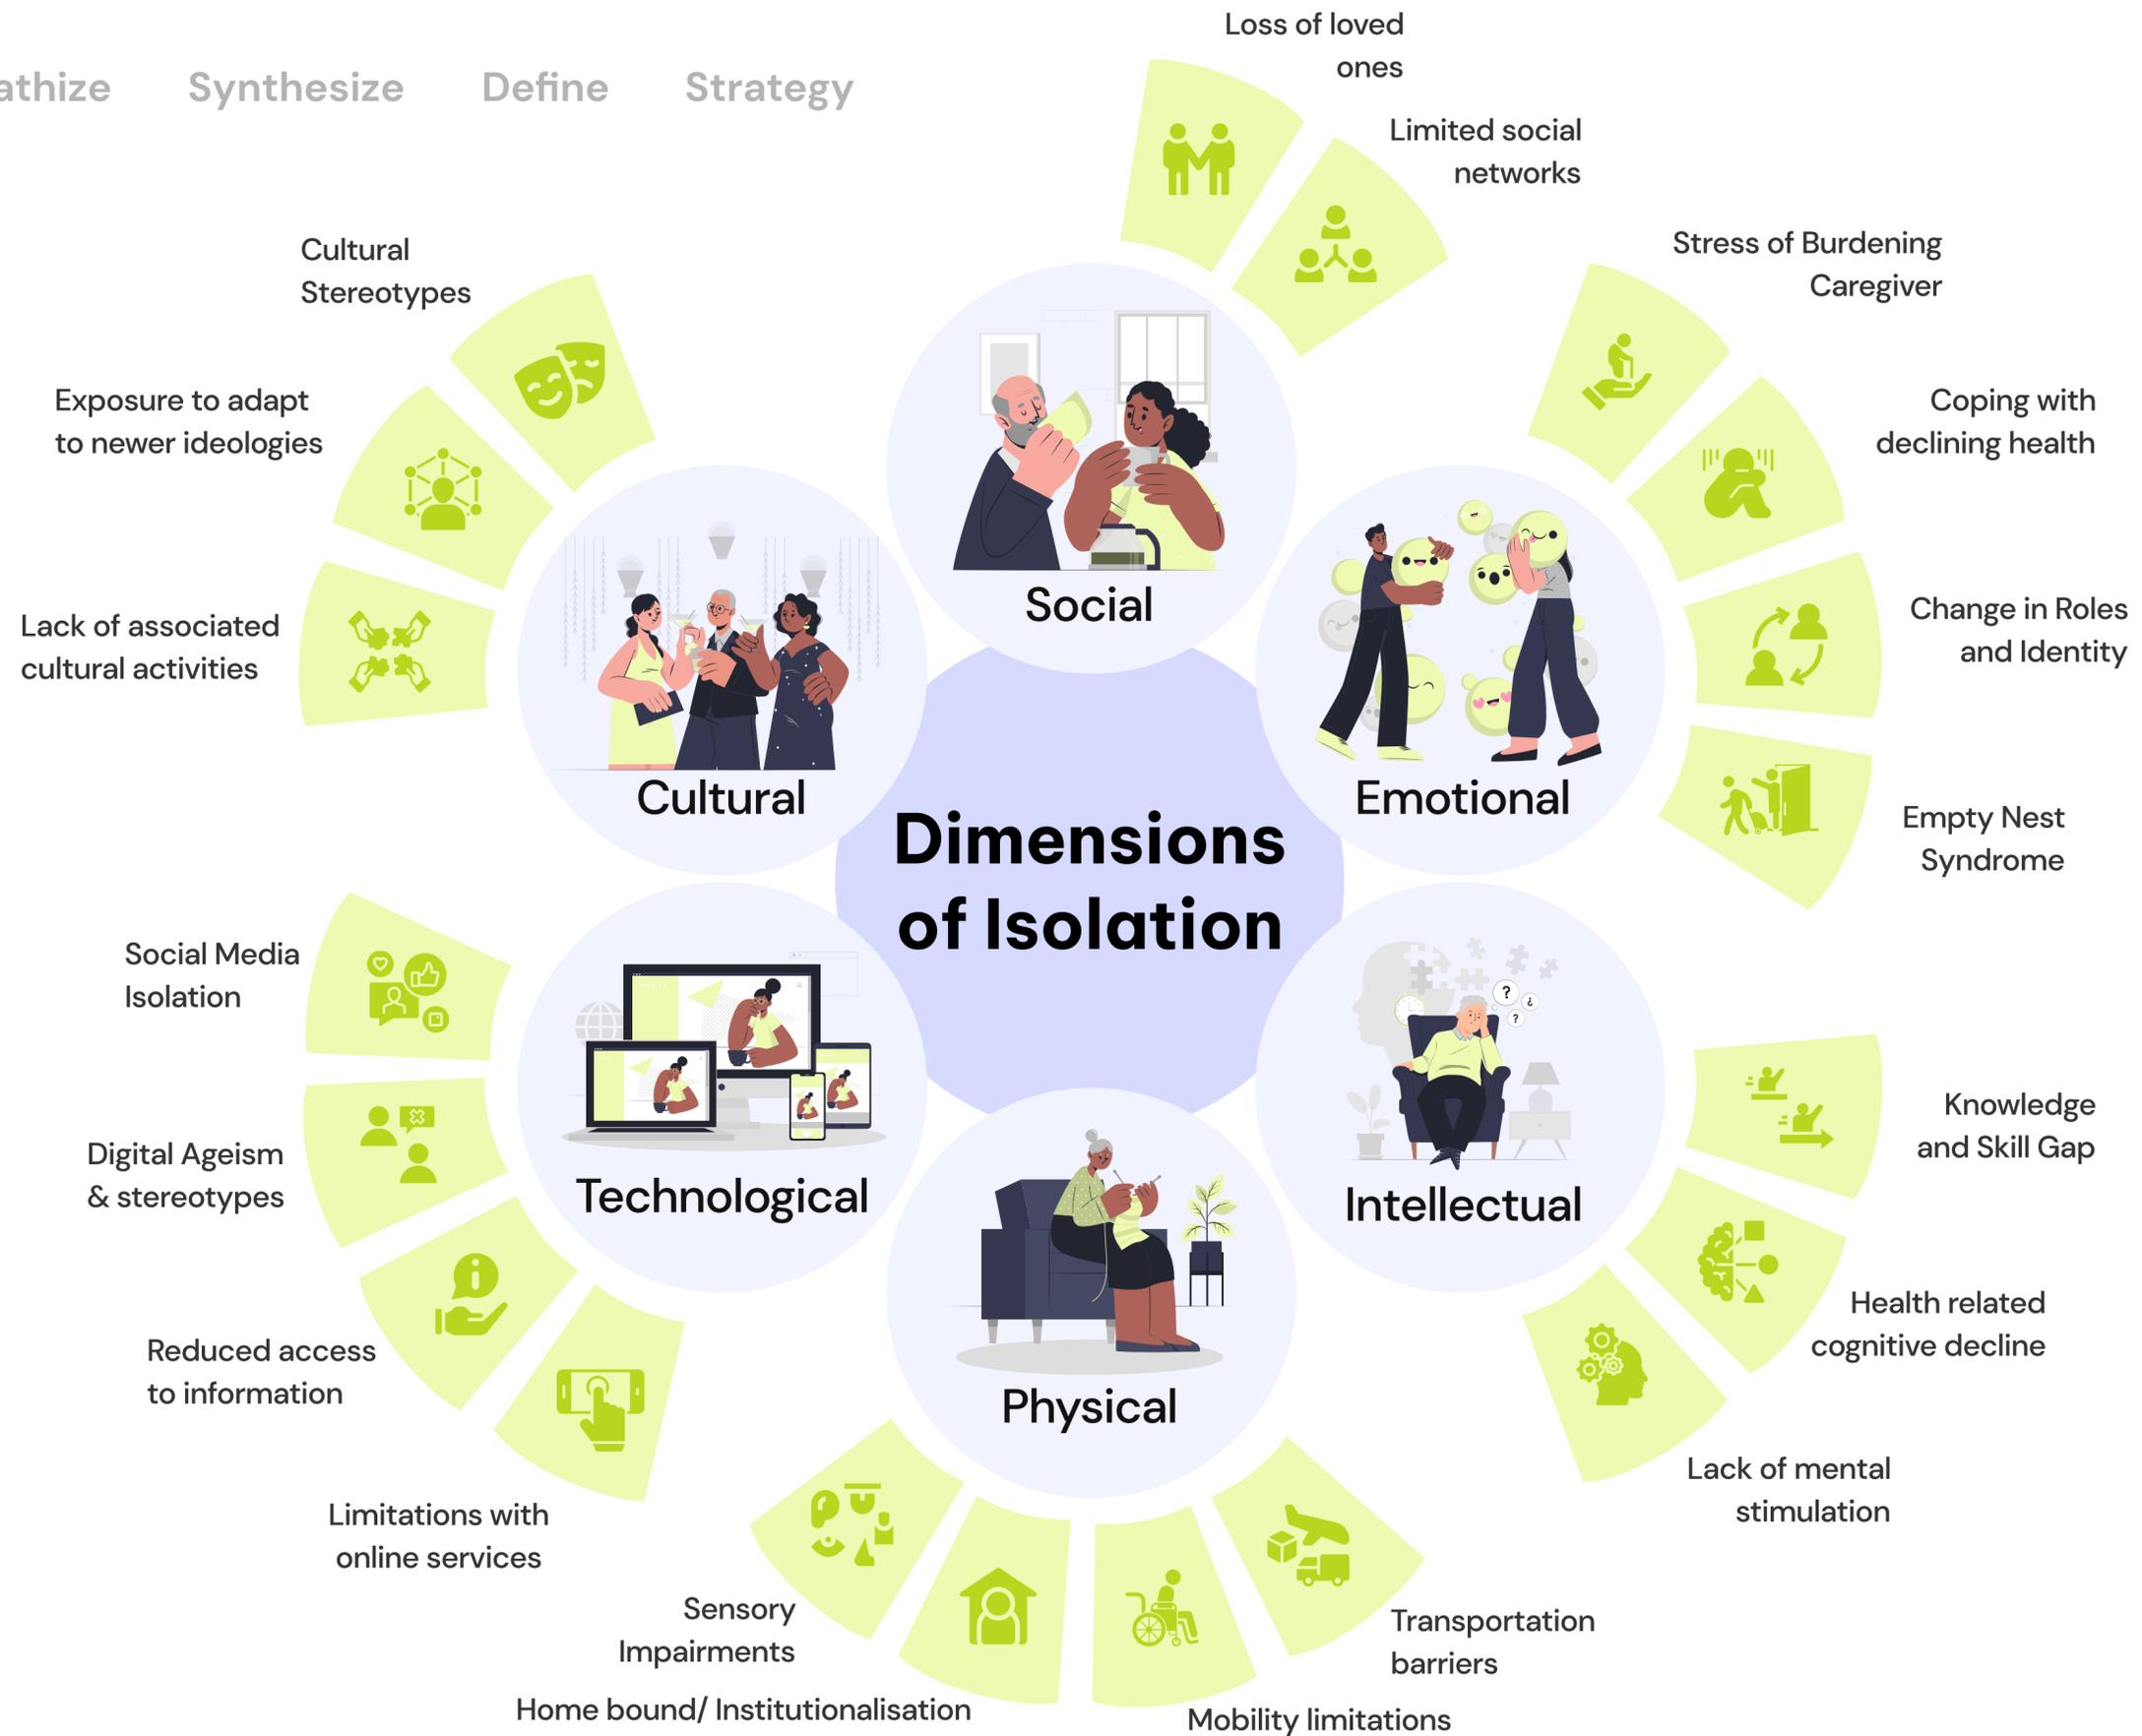 athize Synthesize Define Strategy
Loss of loved
ones
Limited social
networks
Stress of Burdening
Caregiver
Coping with
declining health
Change in Roles
and Identity
Empty Nest
Syndrome
Cultural
Stereotypes
Exposure to adapt
to newer ideologies
Lack of associated
cultural activities
Social
Cultural
Emotional
Dimensions
of Isolation
Technological
Intellectual
Physical
Social Media
Isolation
Digital Ageism
& stereotypes
Reduced access
to information
Limitations with
online services
Knowledge
and Skill Gap
Health related
cognitive decline
Lack of mental
stimulation
Sensory
Impairments
Home bound/ Institutionalisation
Mobility limitations
Transportation
barriers